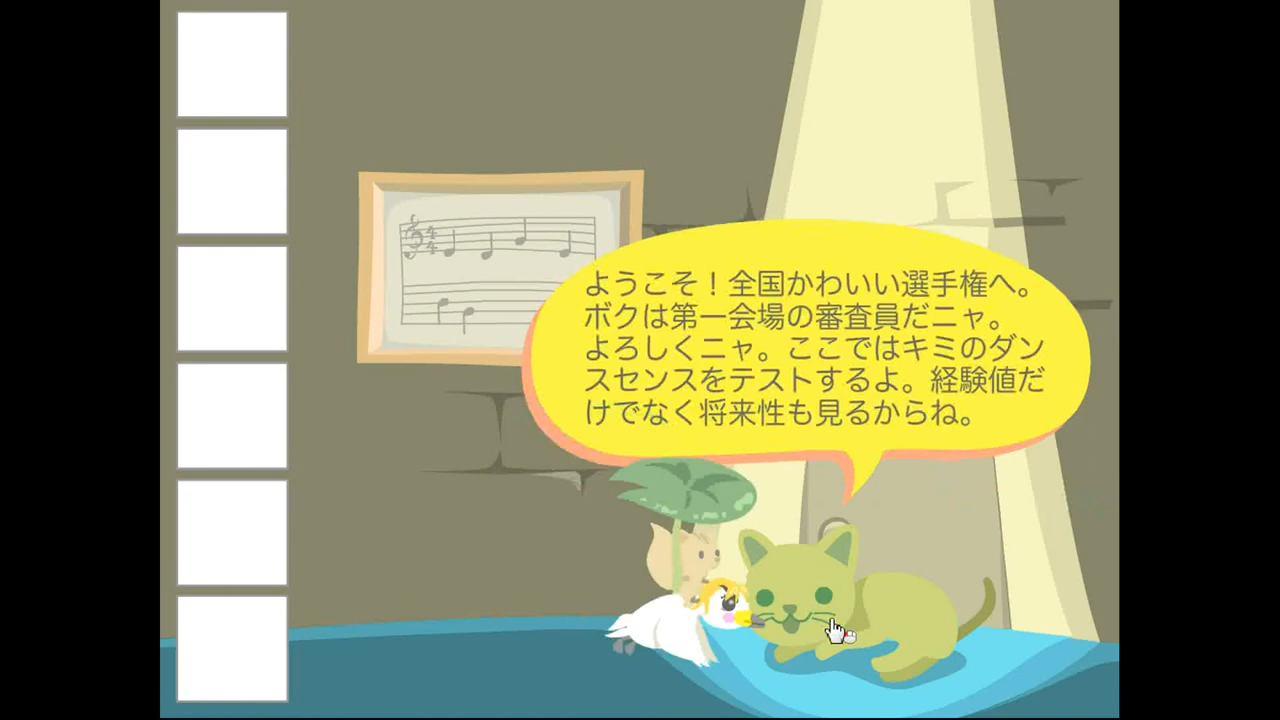 ようこそ！全国かわいい選手権へ。
ボクは第一会場の審査員だニャ。
よろしくニャ。ここではキミのダン
スセンスをテストするよ。経験値だ
けでなく将来性も見るからね。